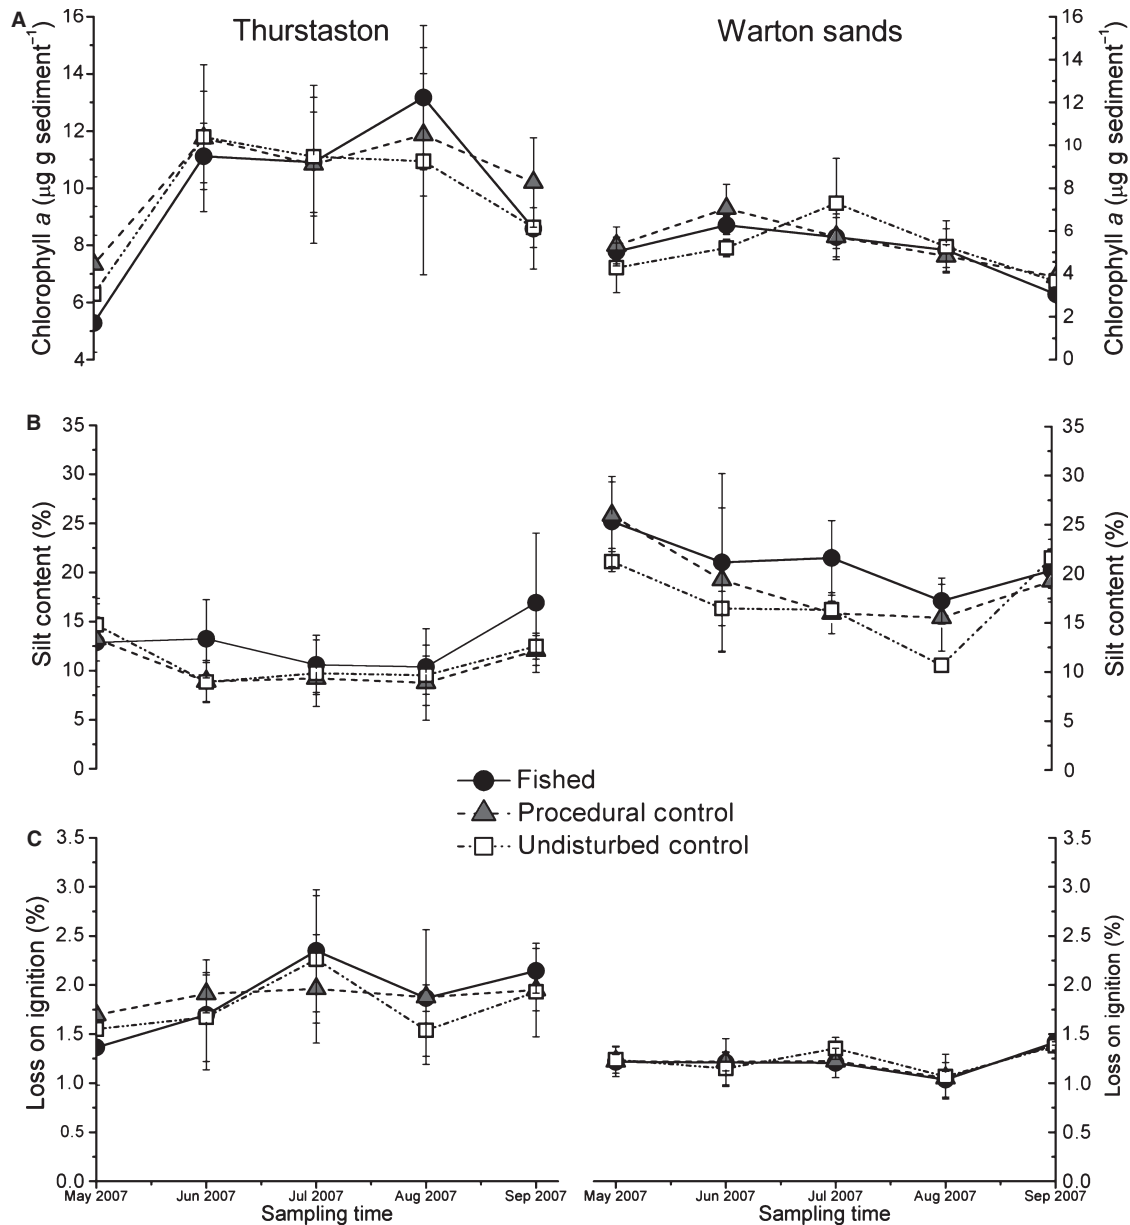 A
Thurstaston
Warton sands
Chlorophyll a (µg g sediment⁻¹)
16
14
12
10
8
6
4
16
14
12
10
8
6
4
2
0
Chlorophyll a (µg g sediment⁻¹)
B
Silt content (%)
35
30
25
20
15
10
5
0
35
30
25
20
15
10
5
0
Silt content (%)
Fished
Procedural control
Undisturbed control
C
Loss on ignition (%)
3.5
3.0
2.5
2.0
1.5
1.0
0.5
0.0
3.5
3.0
2.5
2.0
1.5
1.0
0.5
0.0
Loss on ignition (%)
May 2007 Jun 2007 Jul 2007 Aug 2007 Sep 2007
May 2007 Jun 2007 Jul 2007 Aug 2007 Sep 2007
Sampling time
Sampling time